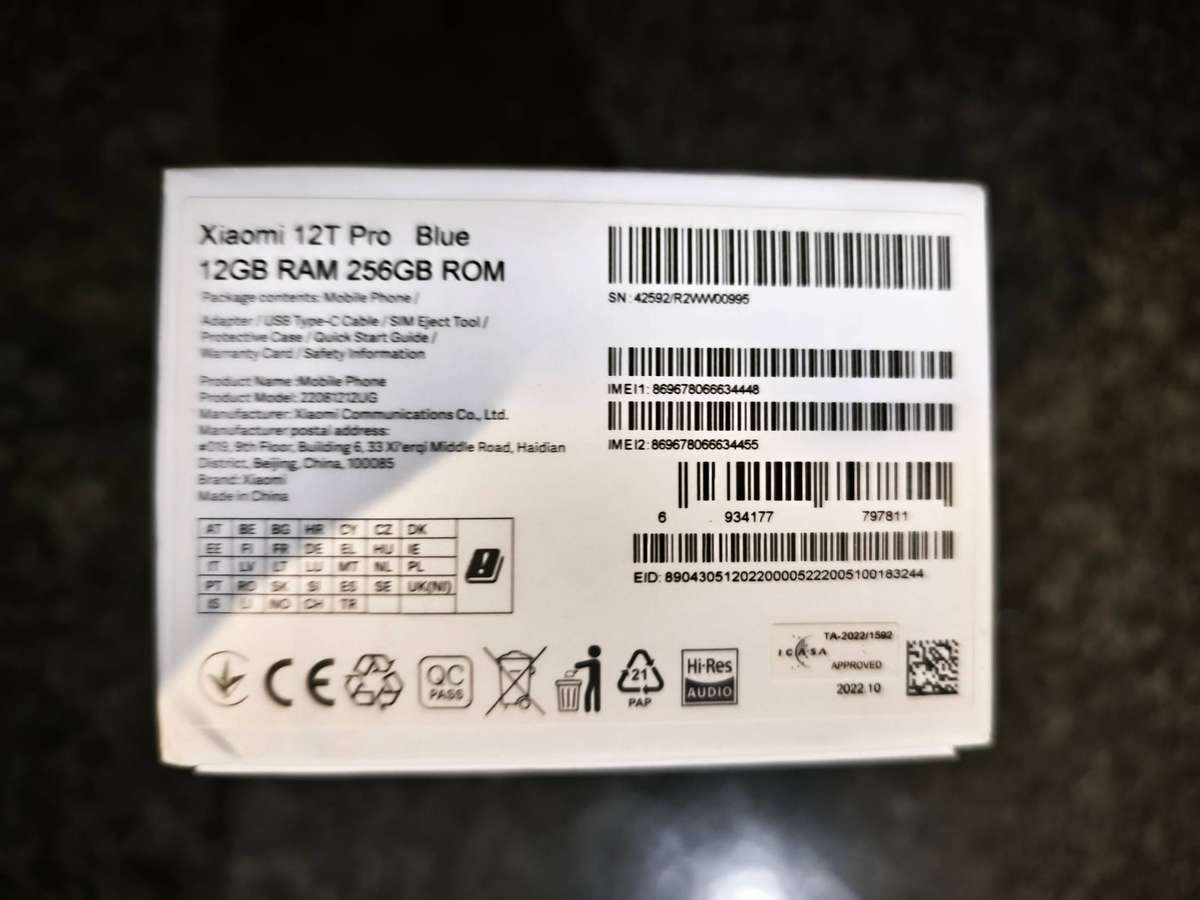 Xiaomi 12T Pro Blue
12GB RAM 256GB ROM
Package contents: Mobile Phone /
Adapter / USB Type-C Cable / SIM Eject Tool /
Protective Case / Quick Start Guide /
Warranty Card / Safety Information
Product Name: Mobile Phone
Product Model: 22081212UG
Manufacturer: Xiaomi Communications Co., Ltd.
Manufacturer postal address:
#019, 9th Floor, Building 6, 33 Xi'erqi Middle Road, Haidian
District, Beijing, China, 100085
Brand: Xiaomi
Made in China
AT BE BG HR CY CZ DK
EE FI FR DE EL HU IE
IT LV LT LU MT NL PL
PT RO SK SI ES SE UK(NI)
IS LI NO CH TR
SN: 42592/R2WW00995
IMEI1: 869678066634448
IMEI2: 869678066634455
6 934177 797811
EID: 89043051202200005222005100183244
CE
QC
PASS
21
PAP
Hi-Res
AUDIO
TA-2022/1592
ICASA
APPROVED
2022.10